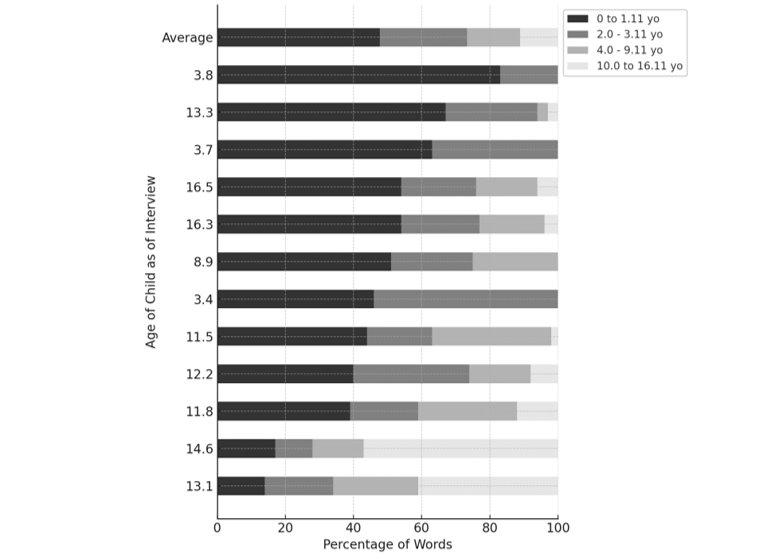 0 to 1.11 yo
2.0 - 3.11 yo
4.0 - 9.11 yo
10.0 to 16.11 yo
Age of Child as of Interview
Average
3.8
13.3
3.7
16.5
16.3
8.9
3.4
11.5
12.2
11.8
14.6
13.1
0 20 40 60 80 100
Percentage of Words